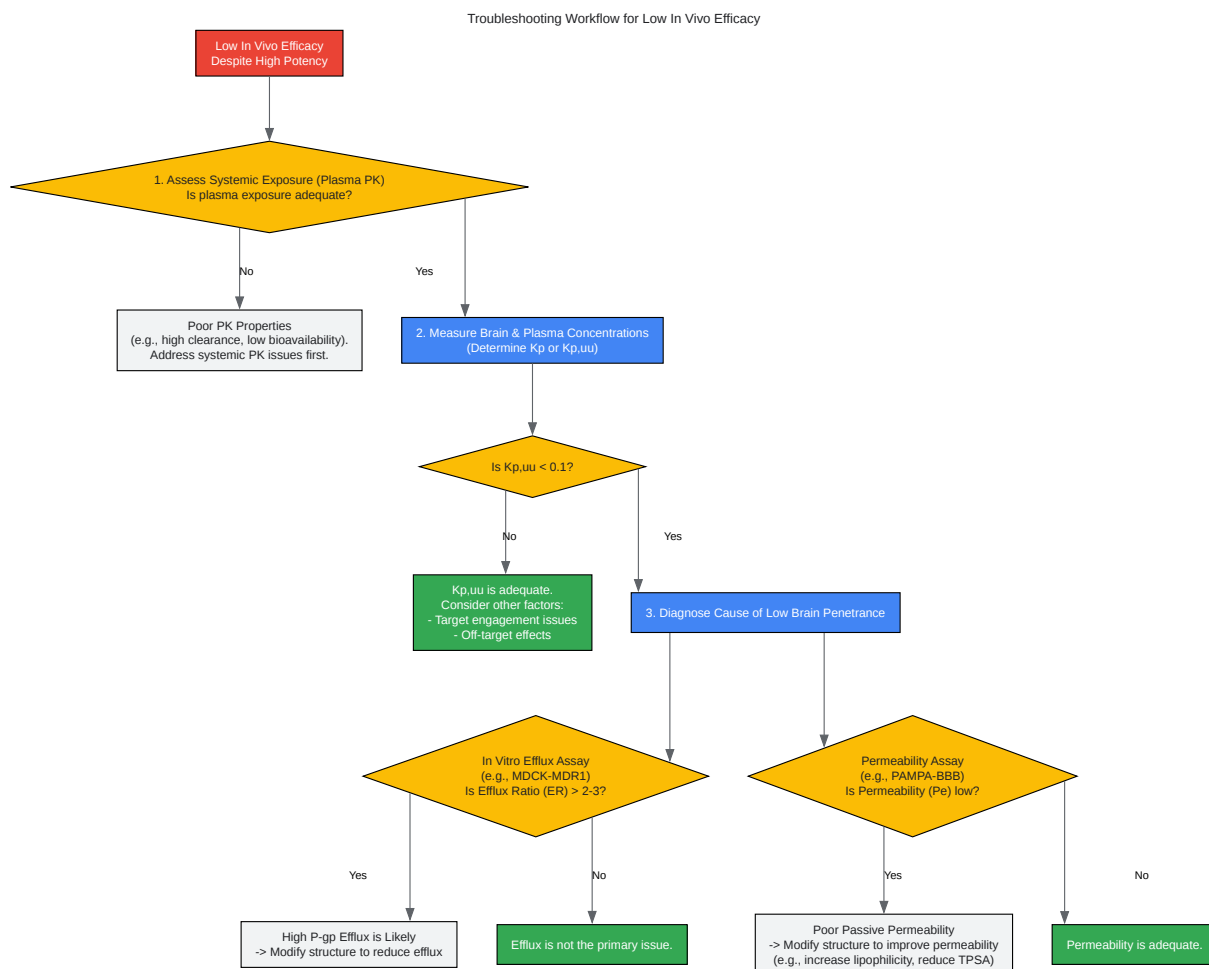 Troubleshooting Workflow for Low In Vivo Efficacy
Low In Vivo Efficacy
Despite High Potency
1. Assess Systemic Exposure (Plasma PK)
Is plasma exposure adequate?
No
Yes
Poor PK Properties
(e.g., high clearance, low bioavailability).
Address systemic PK issues first.
2. Measure Brain & Plasma Concentrations
(Determine Kp or Kp,uu)
Is Kp,uu < 0.1?
No
Yes
Kp,uu is adequate.
Consider other factors:
- Target engagement issues
- Off-target effects
3. Diagnose Cause of Low Brain Penetrance
In Vitro Efflux Assay
(e.g., MDCK-MDR1)
Is Efflux Ratio (ER) > 2-3?
Permeability Assay
(e.g., PAMPA-BBB)
Is Permeability (Pe) low?
Yes
No
Yes
No
High P-gp Efflux is Likely
-> Modify structure to reduce efflux
Efflux is not the primary issue.
Poor Passive Permeability
-> Modify structure to improve permeability
(e.g., increase lipophilicity, reduce TPSA)
Permeability is adequate.